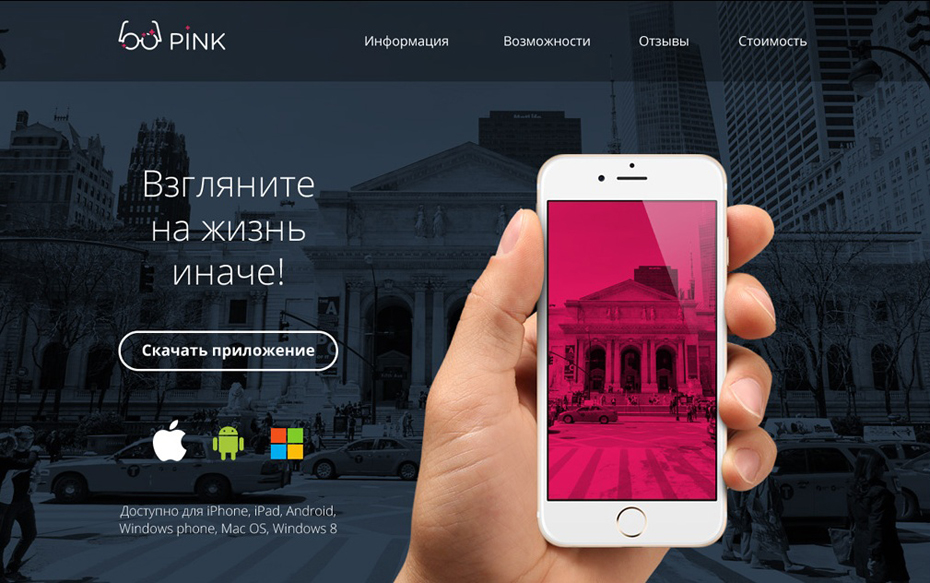 PINK
Информация
Возможности
Отзывы
Стоимость
Взгляните
на жизнь
иначе!
Скачать приложение
Доступно для iPhone, iPad, Android,
Windows phone, Mac OS, Windows 8